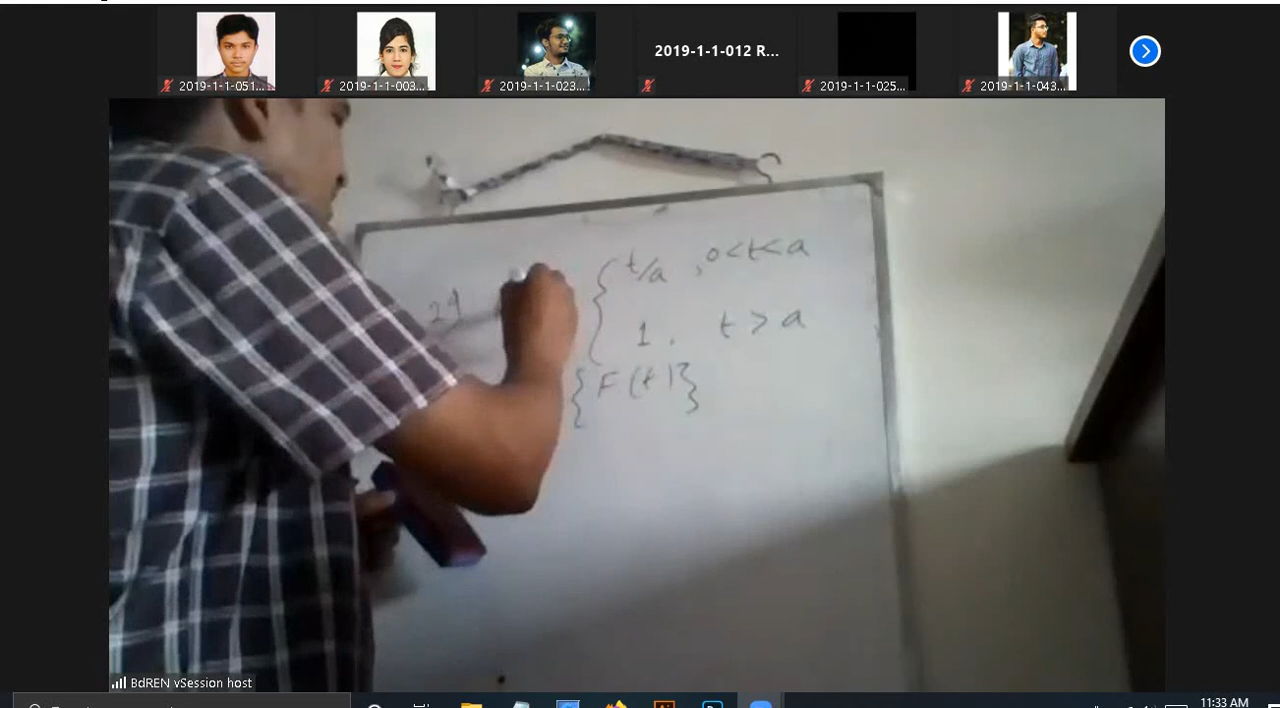 2019-1-1-051...
2019-1-1-003...
2019-1-1-023...
2019-1-1-012 R...
2019-1-1-025...
2019-1-1-043...
{ t/a , 0<t<a
1 , t > a
{ F(t) }
BdREN vSession host
11:33 AM